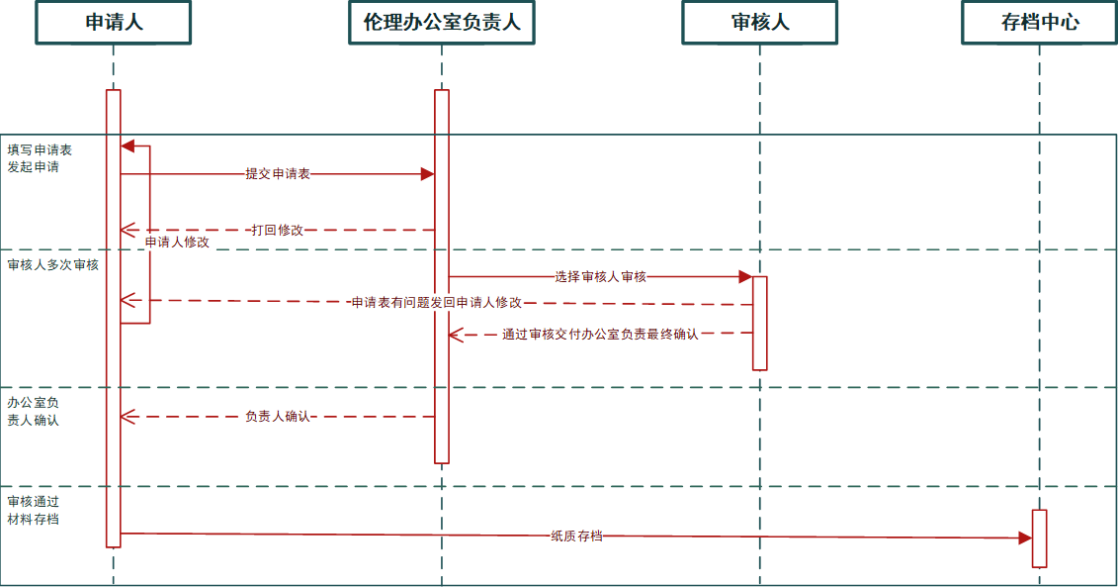 申请人
伦理办公室负责人
审核人
存档中心
填写申请表
发起申请
提交申请表
打回修改
申请人修改
审核人多次审核
选择审核人审核
申请表有问题发回申请人修改
通过审核交付办公室负责最终确认
办公室负
责人确认
负责人确认
审核通过
材料存档
纸质存档